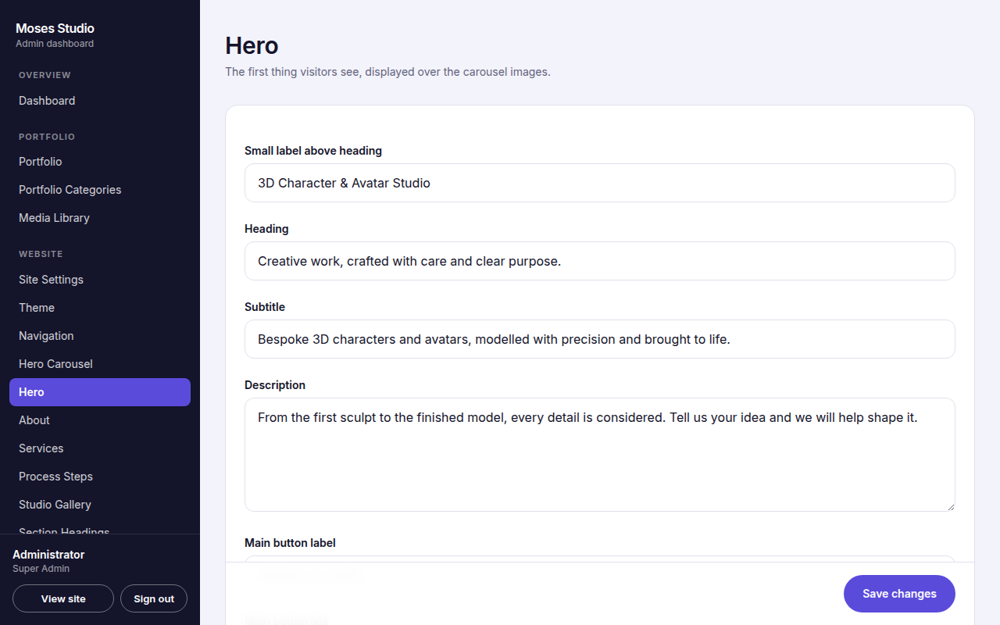 Moses Studio
Admin dashboard
OVERVIEW
Dashboard
PORTFOLIO
Portfolio
Portfolio Categories
Media Library
WEBSITE
Site Settings
Theme
Navigation
Hero Carousel
Hero
About
Services
Process Steps
Studio Gallery
Section Headings
Administrator
Super Admin
View site
Sign out
Hero
The first thing visitors see, displayed over the carousel images.
Small label above heading
3D Character & Avatar Studio
Heading
Creative work, crafted with care and clear purpose.
Subtitle
Bespoke 3D characters and avatars, modelled with precision and brought to life.
Description
From the first sculpt to the finished model, every detail is considered. Tell us your idea and we will help shape it.
Main button label
Main button link
Save changes